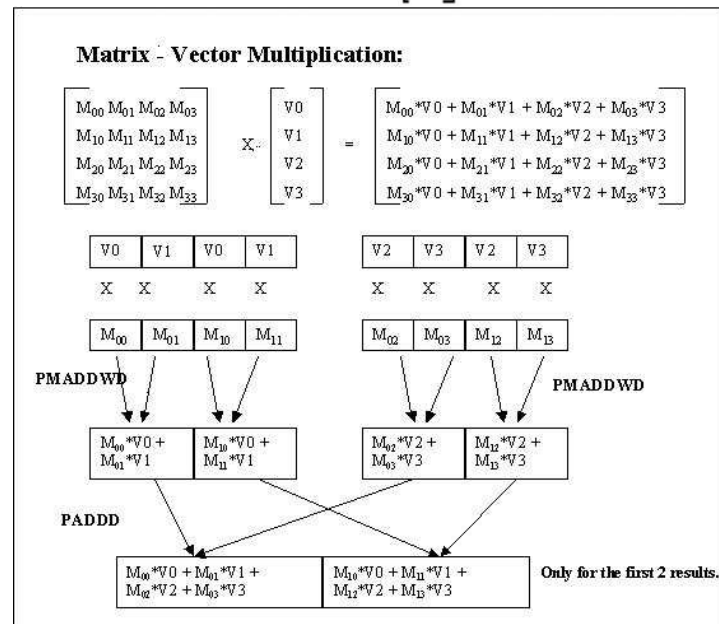 Matrix - Vector Multiplication:
M00 M01 M02 M03
M10 M11 M12 M13
M20 M21 M22 M23
M30 M31 M32 M33
X
V0
V1
V2
V3
=
M00*V0 + M01*V1 + M02*V2 + M03*V3
M10*V0 + M11*V1 + M12*V2 + M13*V3
M20*V0 + M21*V1 + M22*V2 + M23*V3
M30*V0 + M31*V1 + M32*V2 + M33*V3
V0 V1 V0 V1
V2 V3 V2 V3
X X X X
X X X X
M00 M01 M10 M11
M02 M03 M12 M13
PMADDWD
PMADDWD
M00*V0 +
M01*V1
M10*V0 +
M11*V1
M02*V2 +
M03*V3
M12*V2 +
M13*V3
PADDD
M00*V0 + M01*V1 +
M02*V2 + M03*V3
M10*V0 + M11*V1 +
M12*V2 + M13*V3
Only for the first 2 results.